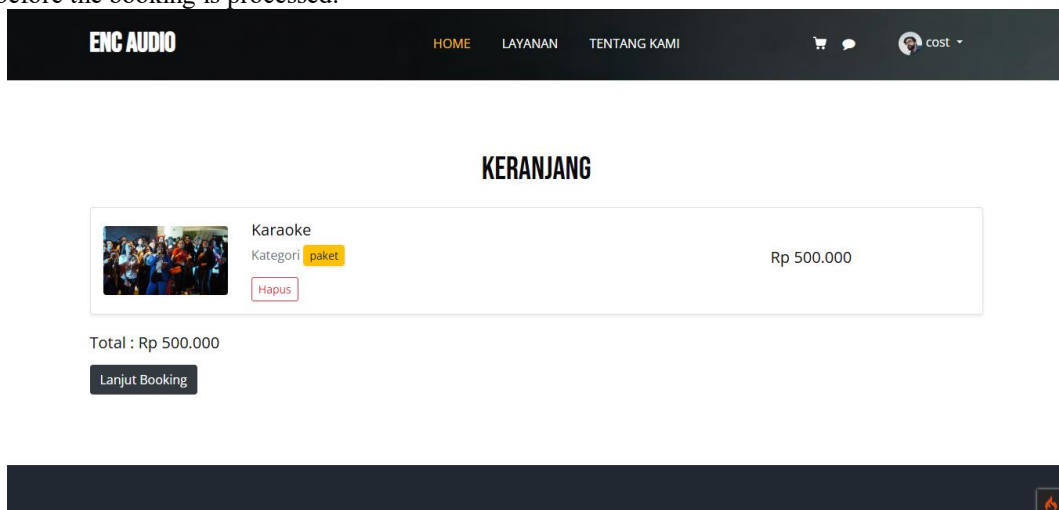 before the booking is processed.
ENC AUDIO HOME LAYANAN TENTANG KAMI cost
KERANJANG
Karaoke
Kategori paket
Rp 500.000
Hapus
Total : Rp 500.000
Lanjut Booking